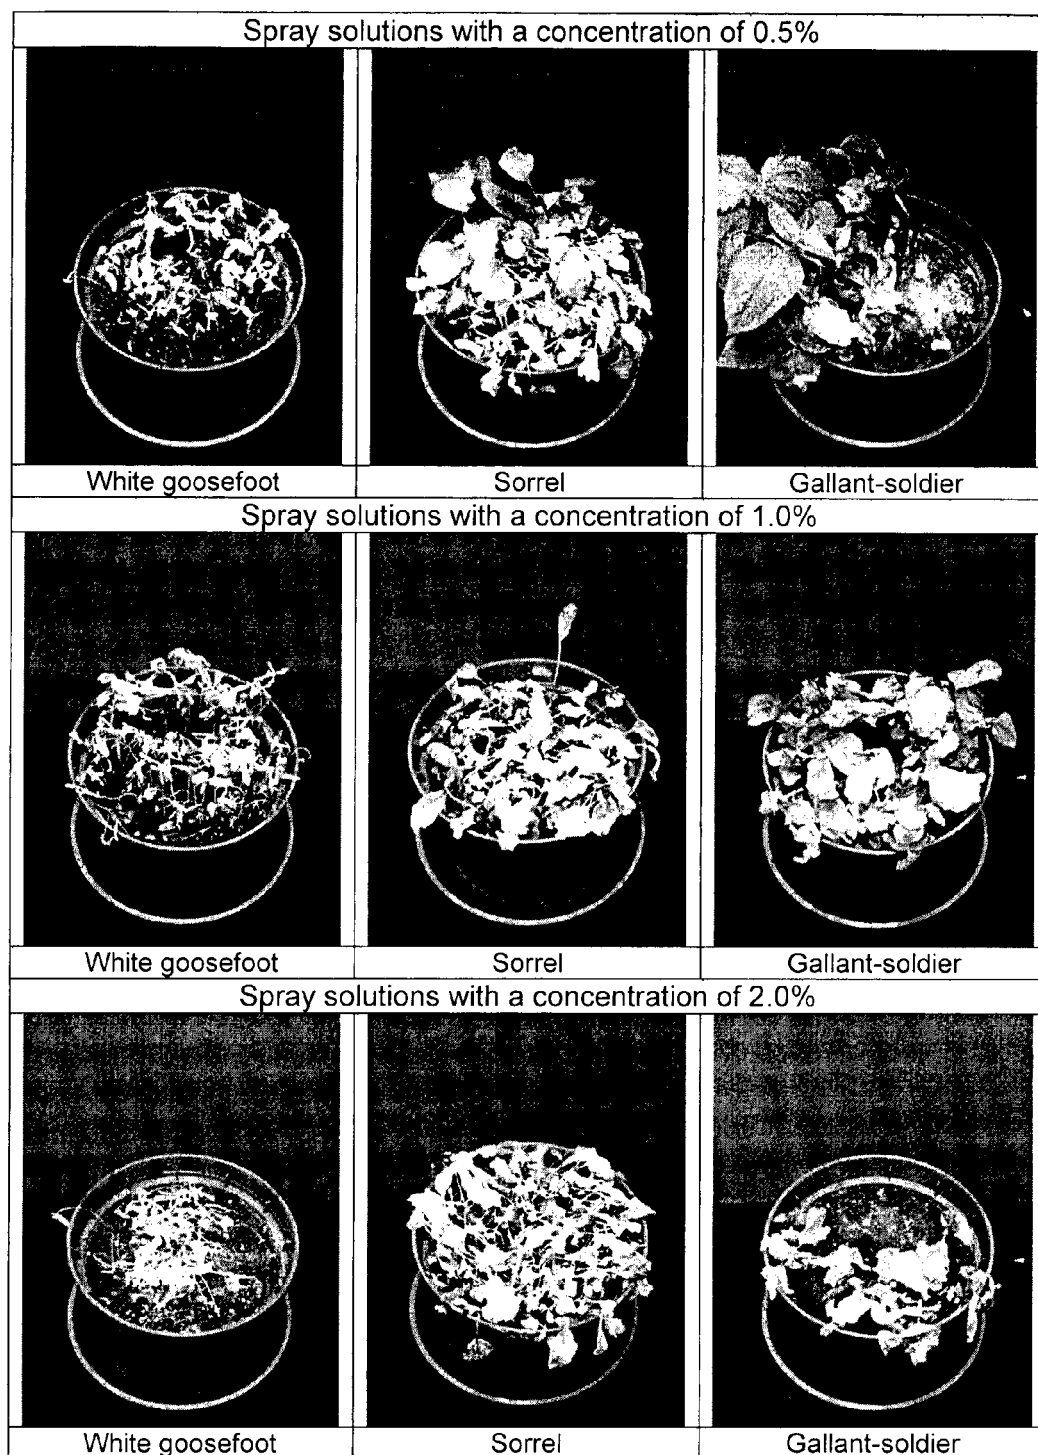 Spray solutions with a concentration of 0.5%
White goosefoot Sorrel Gallant-soldier
Spray solutions with a concentration of 1.0%
White goosefoot Sorrel Gallant-soldier
Spray solutions with a concentration of 2.0%
White goosefoot Sorrel Gallant-soldier